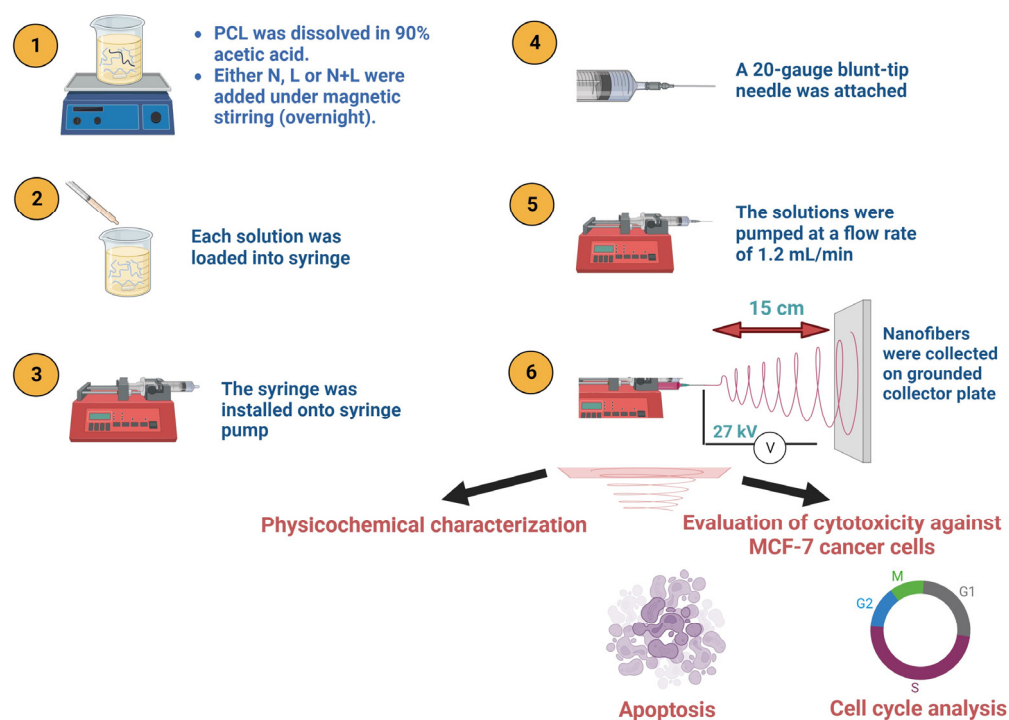 1
• PCL was dissolved in 90%
acetic acid.
• Either N, L or N+L were
added under magnetic
stirring (overnight).
2
Each solution was
loaded into syringe
3
The syringe was
installed onto syringe
pump
4
A 20-gauge blunt-tip
needle was attached
5
The solutions were
pumped at a flow rate
of 1.2 mL/min
6
15 cm
27 kV
V
Nanofibers
were collected
on grounded
collector plate
Physicochemical characterization
Evaluation of cytotoxicity against
MCF-7 cancer cells
Apoptosis
M
G1
G2
S
Cell cycle analysis